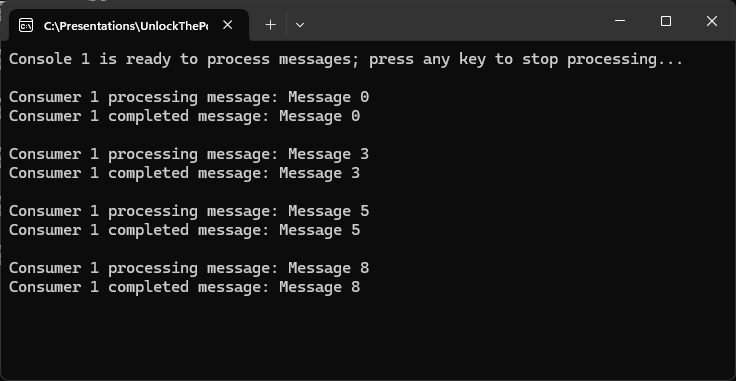 C:\Presentations\UnlockThePo
Console 1 is ready to process messages; press any key to stop processing...
Consumer 1 processing message: Message 0
Consumer 1 completed message: Message 0
Consumer 1 processing message: Message 3
Consumer 1 completed message: Message 3
Consumer 1 processing message: Message 5
Consumer 1 completed message: Message 5
Consumer 1 processing message: Message 8
Consumer 1 completed message: Message 8